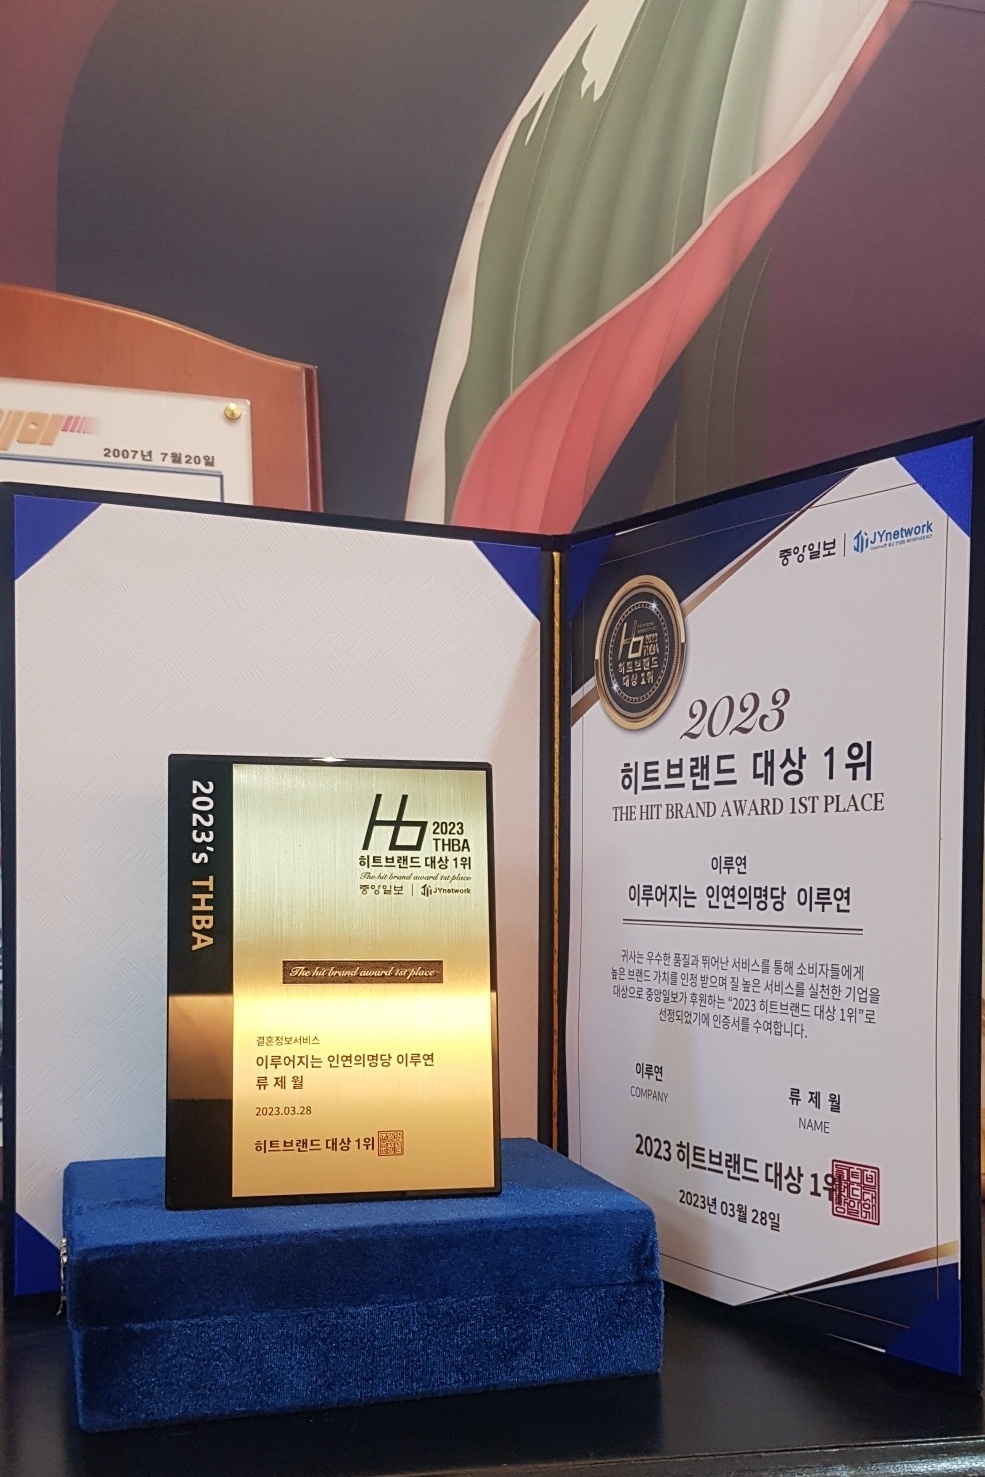 2007년 7월20일
중앙일보 JYnetwork
Hb 2023 THBA
히트브랜드
대상 1위
2023
히트브랜드 대상 1위
THE HIT BRAND AWARD 1ST PLACE
이루연
이루어지는 인연의명당 이루연
귀사는 우수한 품질과 뛰어난 서비스를 통해 소비자들에게
높은 브랜드 가치를 인정 받으며 질 높은 서비스를 실천한 기업을
대상으로 중앙일보가 후원하는 "2023 히트브랜드 대상 1위"로
선정되었기에 인증서를 수여합니다.
이루연
COMPANY
류 제 월
NAME
2023 히트브랜드 대상 1위
2023년 03월 28일
2023's THBA
Hb 2023
THBA
히트브랜드 대상 1위
The hit brand award 1st place
중앙일보 JYnetwork
The hit brand award 1st place
결혼정보서비스
이루어지는 인연의명당 이루연
류 제 월
2023.03.28
히트브랜드 대상 1위